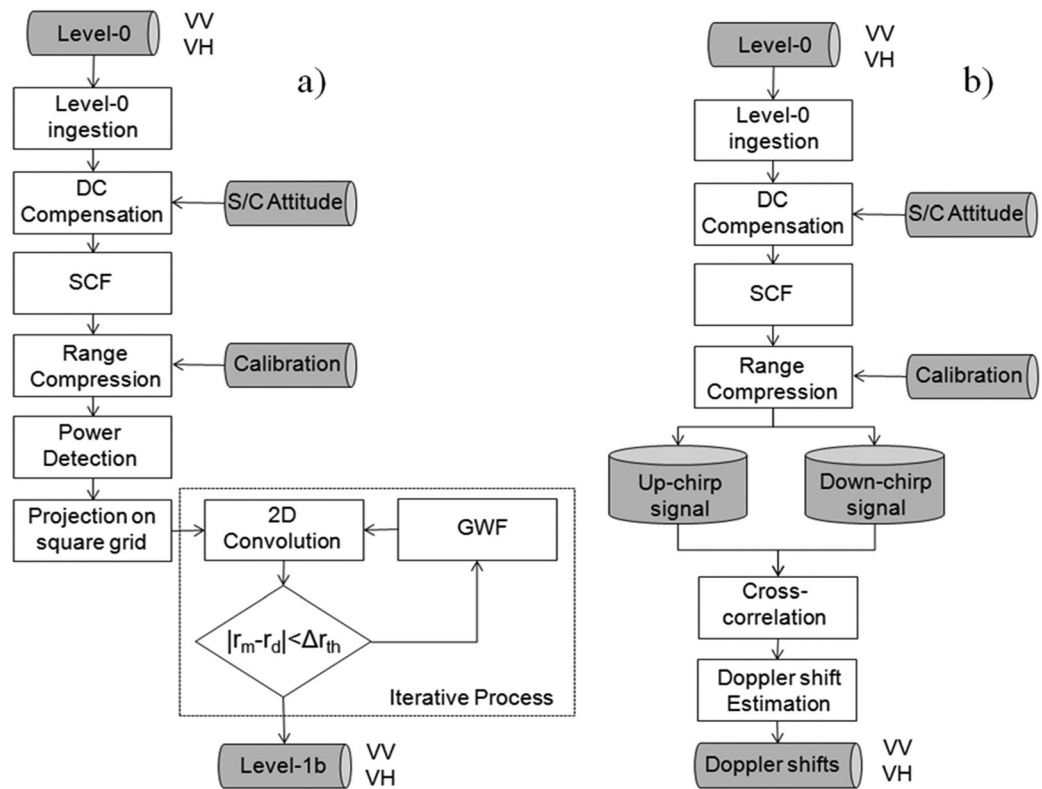 a)
Level-0
VV
VH
Level-0
ingestion
DC
Compensation
S/C Attitude
SCF
Range
Compression
Calibration
Power
Detection
Projection on
square grid
2D
Convolution
GWF
|rm-rd|<Δrth
Iterative Process
Level-1b
VV
VH
b)
Level-0
VV
VH
Level-0
ingestion
DC
Compensation
S/C Attitude
SCF
Range
Compression
Calibration
Up-chirp
signal
Down-chirp
signal
Cross-
correlation
Doppler shift
Estimation
Doppler shifts
VV
VH